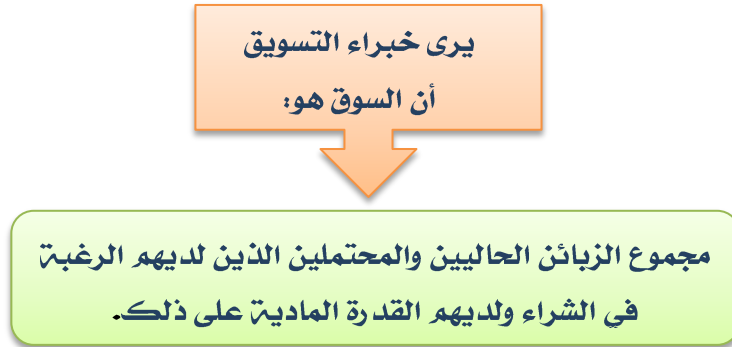 يرى خبراء التسويق
أن السوق هو:
مجموع الزبائن الحاليين والمحتملين الذين لديهم الرغبة
في الشراء ولديهم القدرة المادية على ذلك.